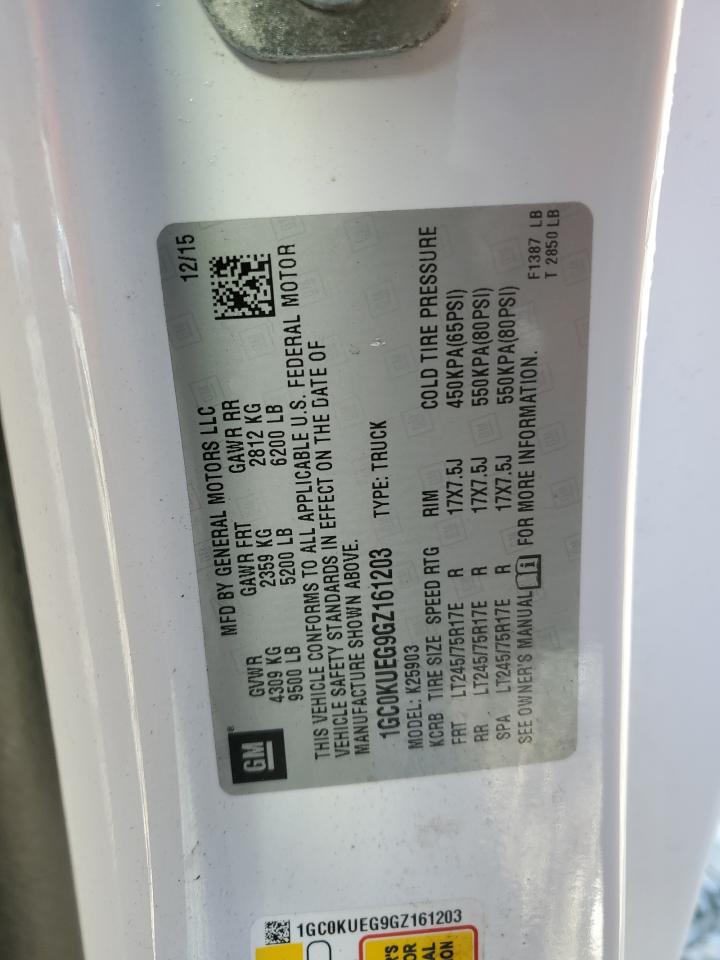 MFD BY GENERAL MOTORS LLC 12/15
GVWR GAWR FRT GAWR RR
4309 KG 2359 KG 2812 KG
9500 LB 5200 LB 6200 LB
GM®
THIS VEHICLE CONFORMS TO ALL APPLICABLE U.S. FEDERAL MOTOR
VEHICLE SAFETY STANDARDS IN EFFECT ON THE DATE OF
MANUFACTURE SHOWN ABOVE.
1GC0KUEG9GZ161203 TYPE: TRUCK
MODEL: K25903
KCRB TIRE SIZE SPEED RTG RIM COLD TIRE PRESSURE
FRT LT245/75R17E R 17X7.5J 450KPA(65PSI)
RR LT245/75R17E R 17X7.5J 550KPA(80PSI)
SPA LT245/75R17E R 17X7.5J 550KPA(80PSI)
SEE OWNER'S MANUAL FOR MORE INFORMATION.
F1387 LB
T 2850 LB
1GC0KUEG9GZ161203